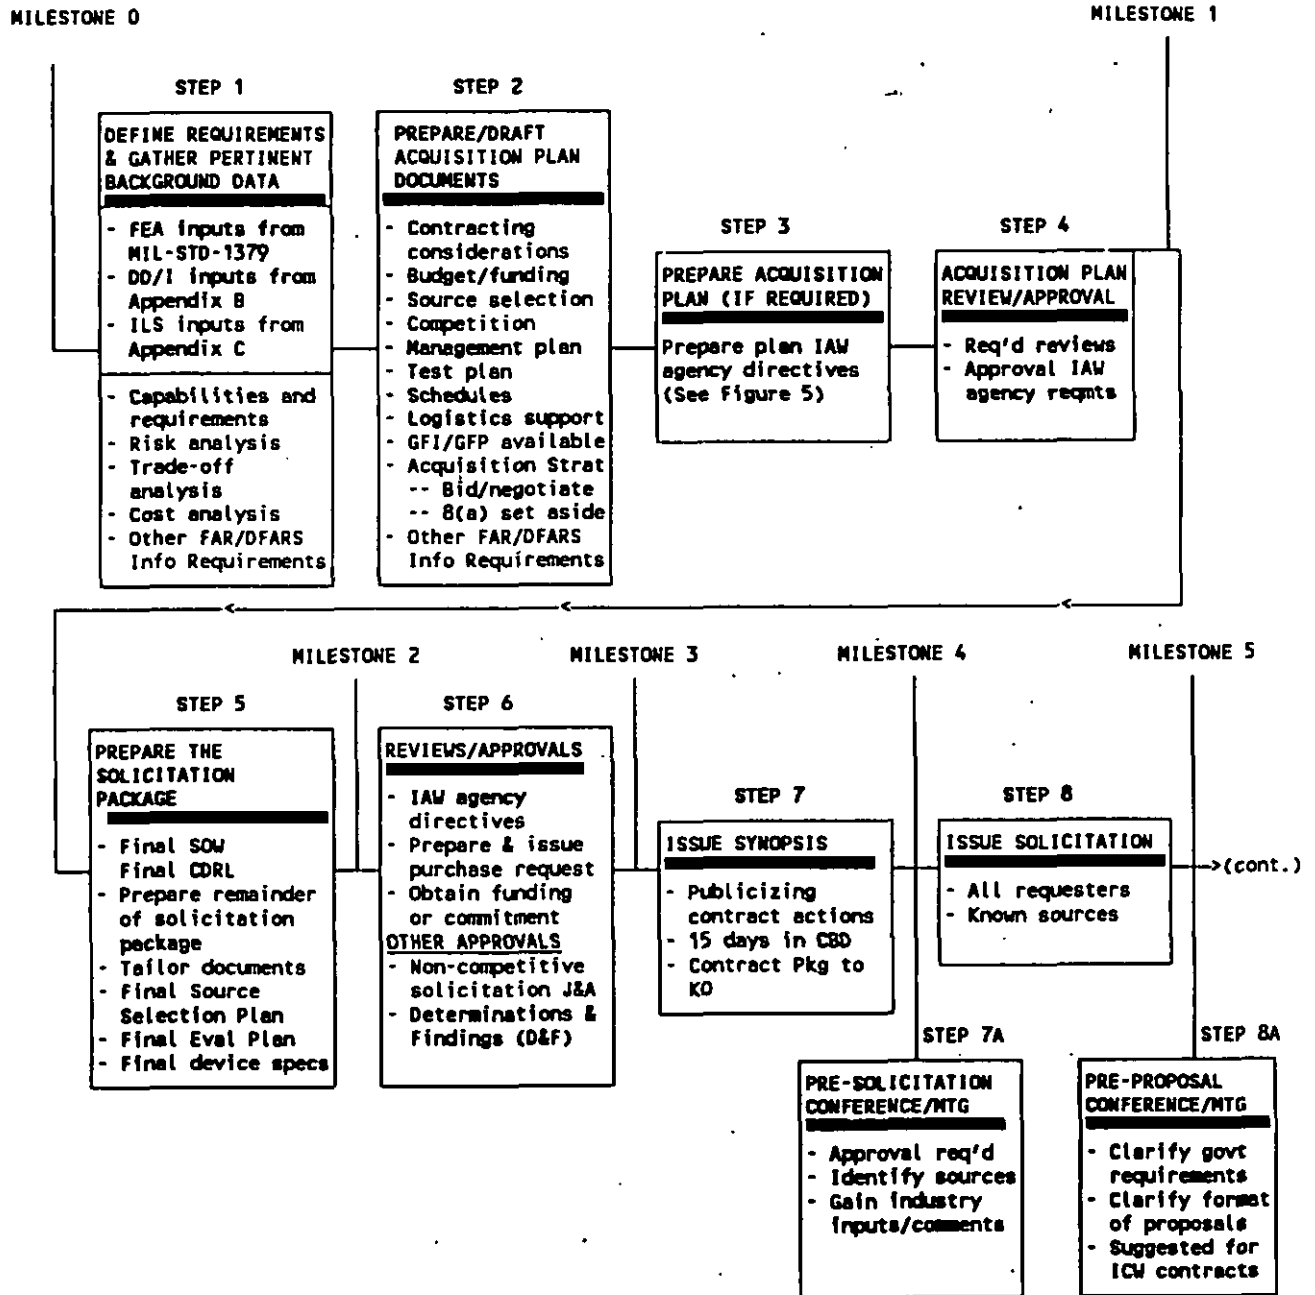 MILESTONE 0
MILESTONE 1
STEP 1
DEFINE REQUIREMENTS
& GATHER PERTINENT
BACKGROUND DATA
- FEA inputs from
MIL-STD-1379
- DD/I inputs from
Appendix B
- ILS inputs from
Appendix C
- Capabilities and
requirements
- Risk analysis
- Trade-off
analysis
- Cost analysis
- Other FAR/DFARS
Info Requirements
STEP 2
PREPARE/DRAFT
ACQUISITION PLAN
DOCUMENTS
- Contracting
considerations
- Budget/funding
- Source selection
- Competition
- Management plan
- Test plan
- Schedules
- Logistics support
- GFI/GFP available
- Acquisition Strat
-- Bid/negotiate
-- 8(a) set aside
- Other FAR/DFARS
Info Requirements
STEP 3
PREPARE ACQUISITION
PLAN (IF REQUIRED)
Prepare plan IAW
agency directives
(See Figure 5)
STEP 4
ACQUISITION PLAN
REVIEW/APPROVAL
- Req'd reviews
- Approval IAW
agency reqmts
MILESTONE 2
MILESTONE 3
MILESTONE 4
MILESTONE 5
STEP 5
PREPARE THE
SOLICITATION
PACKAGE
- Final SOW
Final CDRL
- Prepare remainder
of solicitation
package
- Tailor documents
- Final Source
Selection Plan
- Final Eval Plan
- Final device specs
STEP 6
REVIEWS/APPROVALS
- IAW agency
directives
- Prepare & issue
purchase request
- Obtain funding
or commitment
OTHER APPROVALS
- Non-competitive
solicitation J&A
- Determinations &
Findings (D&F)
STEP 7
ISSUE SYNOPSIS
- Publicizing
contract actions
- 15 days in CBD
- Contract Pkg to
KO
STEP 8
ISSUE SOLICITATION
- All requesters
- Known sources
->(cont.)
STEP 7A
PRE-SOLICITATION
CONFERENCE/MTG
- Approval req'd
- Identify sources
- Gain industry
inputs/comments
STEP 8A
PRE-PROPOSAL
CONFERENCE/MTG
- Clarify govt
requirements
- Clarify format
of proposals
- Suggested for
ICW contracts